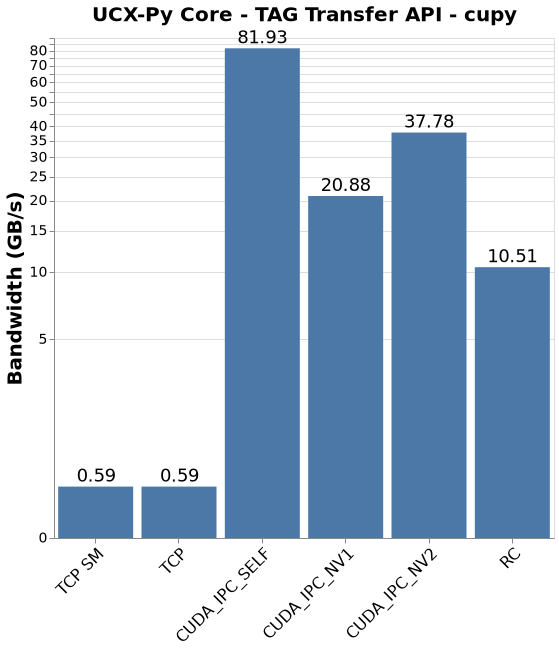 UCX-Py Core - TAG Transfer API - cupy
Bandwidth (GB/s)
80
70
60
50
40
35
30
25
20
15
10
5
0
81.93
37.78
20.88
10.51
0.59
0.59
TCP SM
TCP
CUDA_IPC_SELF
CUDA_IPC_NV1
CUDA_IPC_NV2
RC